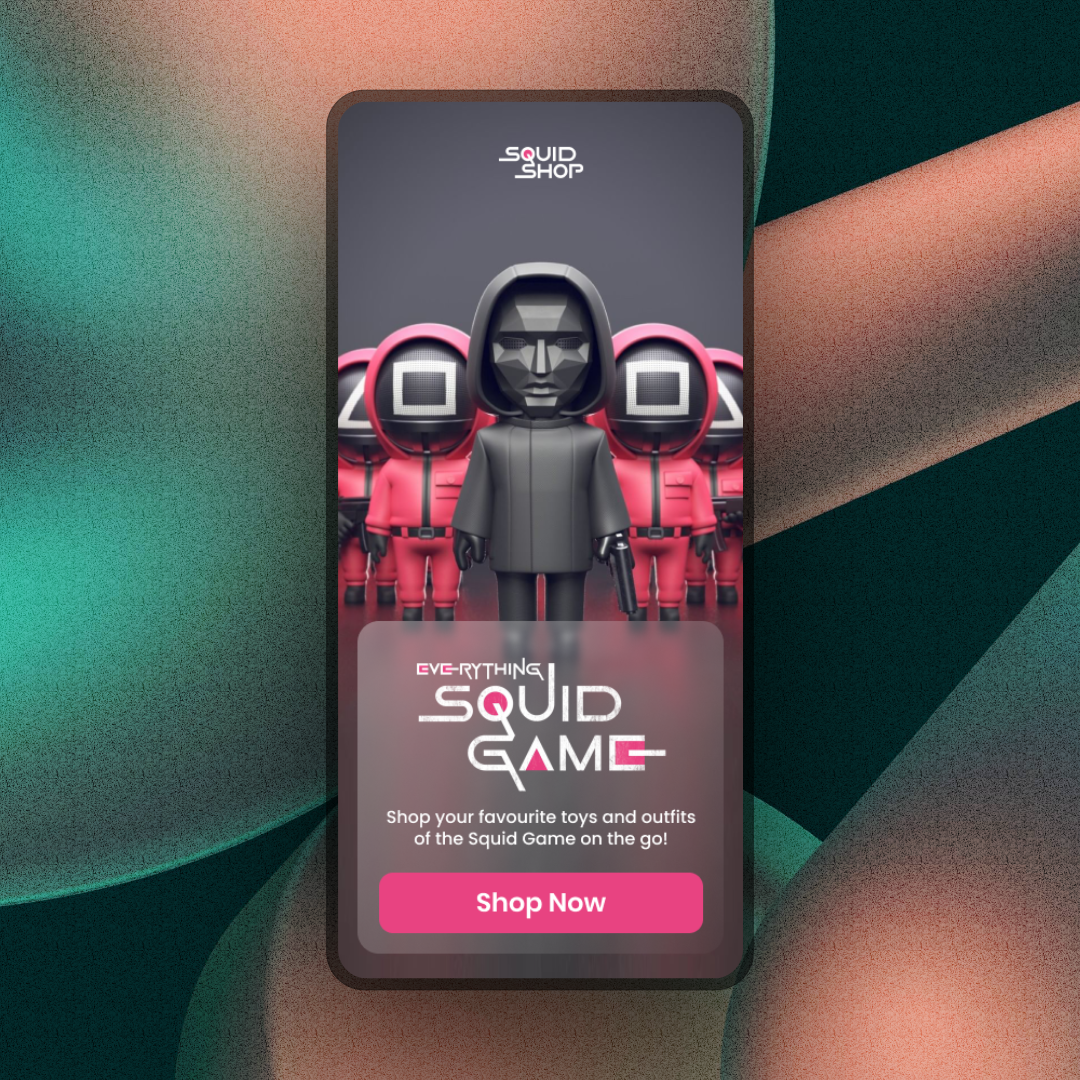 SQUID
SHOP
EVERYTHING
SQUID
GAME
Shop your favourite toys and outfits
of the Squid Game on the go!
Shop Now